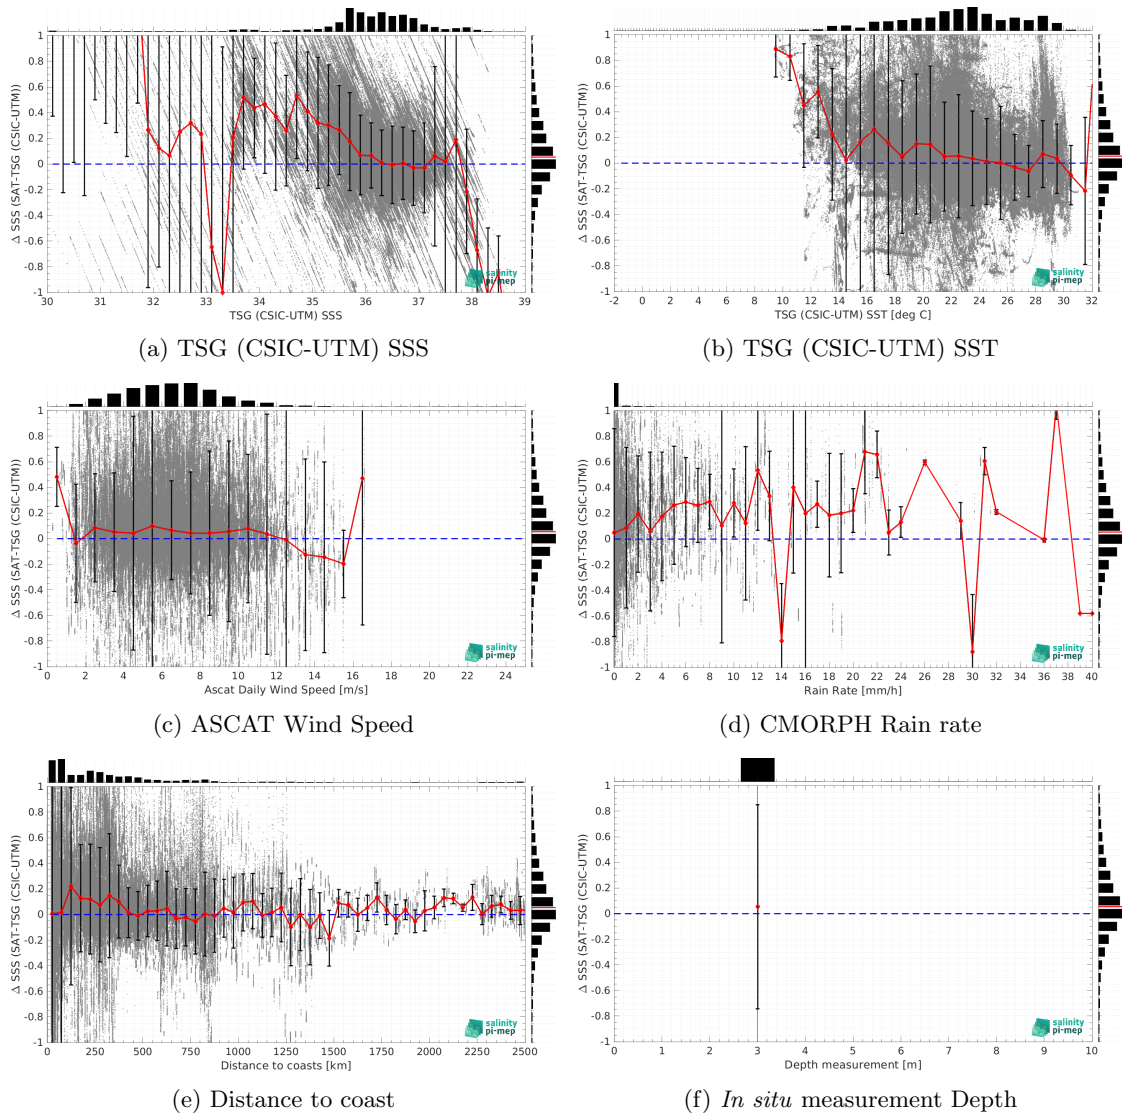 1
0.8
0.6
0.4
0.2
0
-0.2
-0.4
-0.6
-0.8
-1
Δ SSS (SAT-TSG (CSIC-UTM))
salinity
pi-mep
30 31 32 33 34 35 36 37 38 39
TSG (CSIC-UTM) SSS
(a) TSG (CSIC-UTM) SSS
1
0.8
0.6
0.4
0.2
0
-0.2
-0.4
-0.6
-0.8
-1
Δ SSS (SAT-TSG (CSIC-UTM))
salinity
pi-mep
-2 0 2 4 6 8 10 12 14 16 18 20 22 24 26 28 30 32
TSG (CSIC-UTM) SST [deg C]
(b) TSG (CSIC-UTM) SST
1
0.8
0.6
0.4
0.2
0
-0.2
-0.4
-0.6
-0.8
-1
Δ SSS (SAT-TSG (CSIC-UTM))
salinity
pi-mep
0 2 4 6 8 10 12 14 16 18 20 22 24
Ascat Daily Wind Speed [m/s]
(c) ASCAT Wind Speed
1
0.8
0.6
0.4
0.2
0
-0.2
-0.4
-0.6
-0.8
-1
Δ SSS (SAT-TSG (CSIC-UTM))
salinity
pi-mep
0 2 4 6 8 10 12 14 16 18 20 22 24 26 28 30 32 34 36 38 40
Rain Rate [mm/h]
(d) CMORPH Rain rate
1
0.8
0.6
0.4
0.2
0
-0.2
-0.4
-0.6
-0.8
-1
Δ SSS (SAT-TSG (CSIC-UTM))
salinity
pi-mep
0 250 500 750 1000 1250 1500 1750 2000 2250 2500
Distance to coasts [km]
(e) Distance to coast
1
0.8
0.6
0.4
0.2
0
-0.2
-0.4
-0.6
-0.8
-1
Δ SSS (SAT-TSG (CSIC-UTM))
salinity
pi-mep
0 1 2 3 4 5 6 7 8 9 10
Depth measurement [m]
(f) In situ measurement Depth